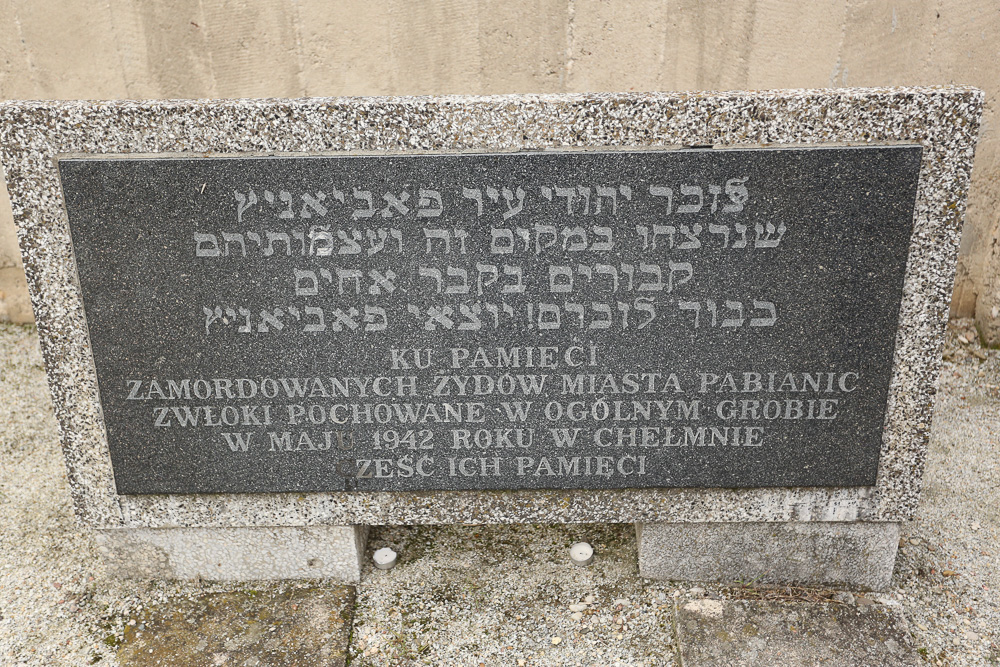 לזכר יהודי עיר פאביאניץ
שנרצחו במקום זה ועצמותיהם
קבורים בקבר אחים
כבוד לזכרם! יוצאי פאביאניץ
KU PAMIĘCI
ZAMORDOWANYCH ŻYDÓW MIASTA PABIANIC
ZWŁOKI POCHOWANE W OGÓLNYM GROBIE
W MAJU 1942 ROKU W CHEŁMNIE
CZEŚĆ ICH PAMIĘCI